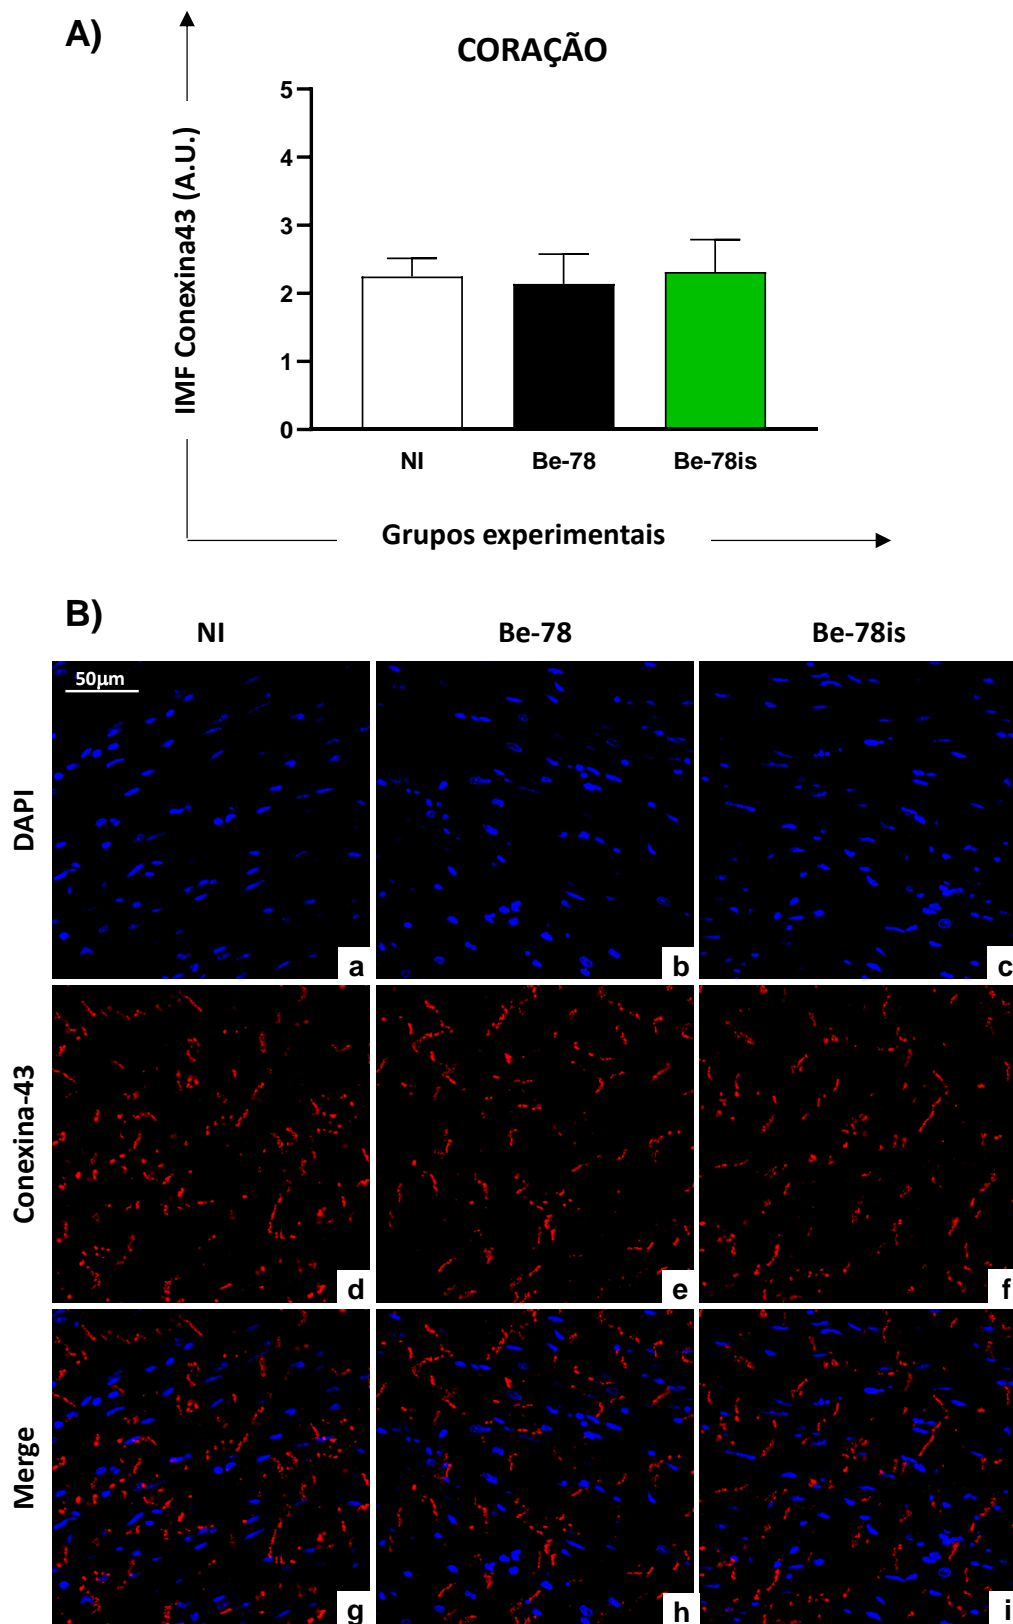 A)
CORAÇÃO
IMF Conexina43 (A.U.)
5
4
3
2
1
0
NI Be-78 Be-78is
Grupos experimentais
B)
NI Be-78 Be-78is
50μm
DAPI
a b c
Conexina-43
d e f
Merge
g h i